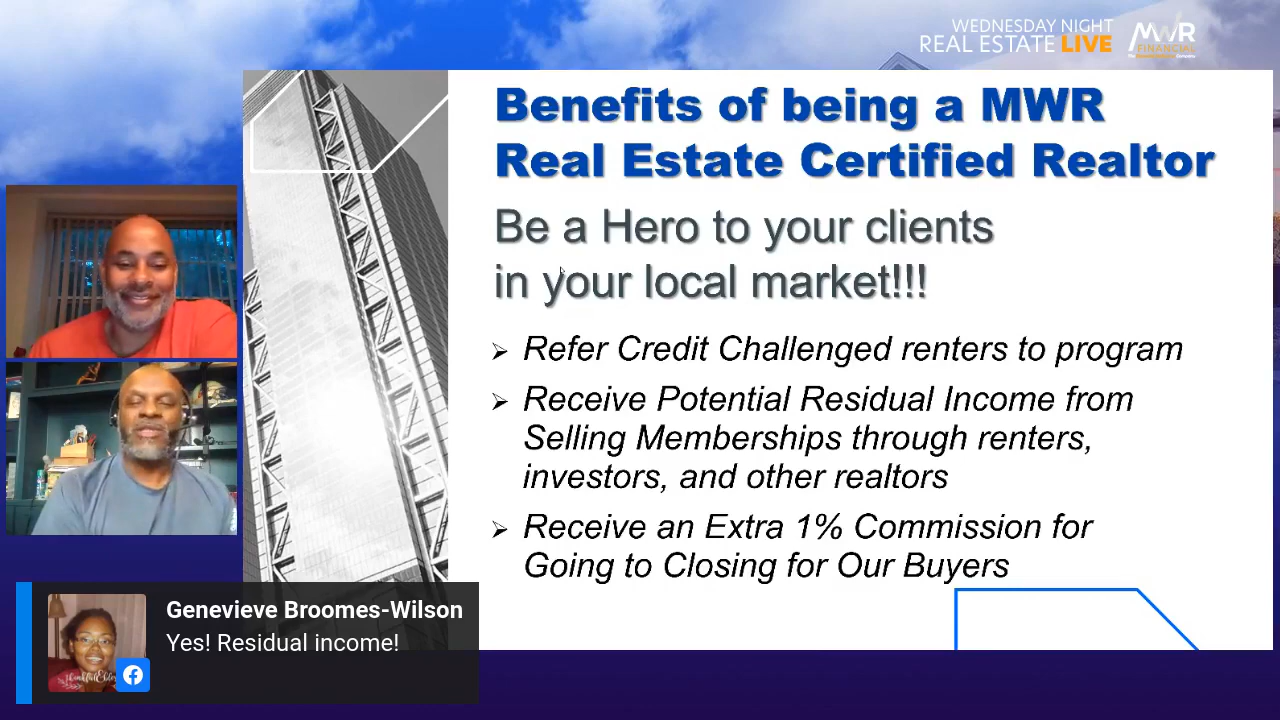 WEDNESDAY NIGHT
REAL ESTATE LIVE
MWR
FINANCIAL
Benefits of being a MWR
Real Estate Certified Realtor
Be a Hero to your clients
in your local market!!!
➢ Refer Credit Challenged renters to program
➢ Receive Potential Residual Income from
Selling Memberships through renters,
investors, and other realtors
➢ Receive an Extra 1% Commission for
Going to Closing for Our Buyers
Genevieve Broomes-Wilson
Yes! Residual income!